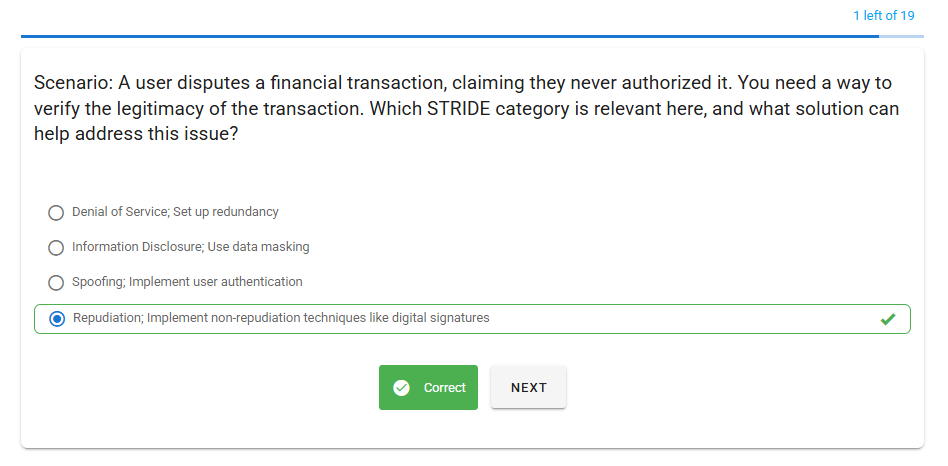 1 left of 19
Scenario: A user disputes a financial transaction, claiming they never authorized it. You need a way to
verify the legitimacy of the transaction. Which STRIDE category is relevant here, and what solution can
help address this issue?
Denial of Service; Set up redundancy
Information Disclosure; Use data masking
Spoofing; Implement user authentication
Repudiation; Implement non-repudiation techniques like digital signatures
Correct
NEXT